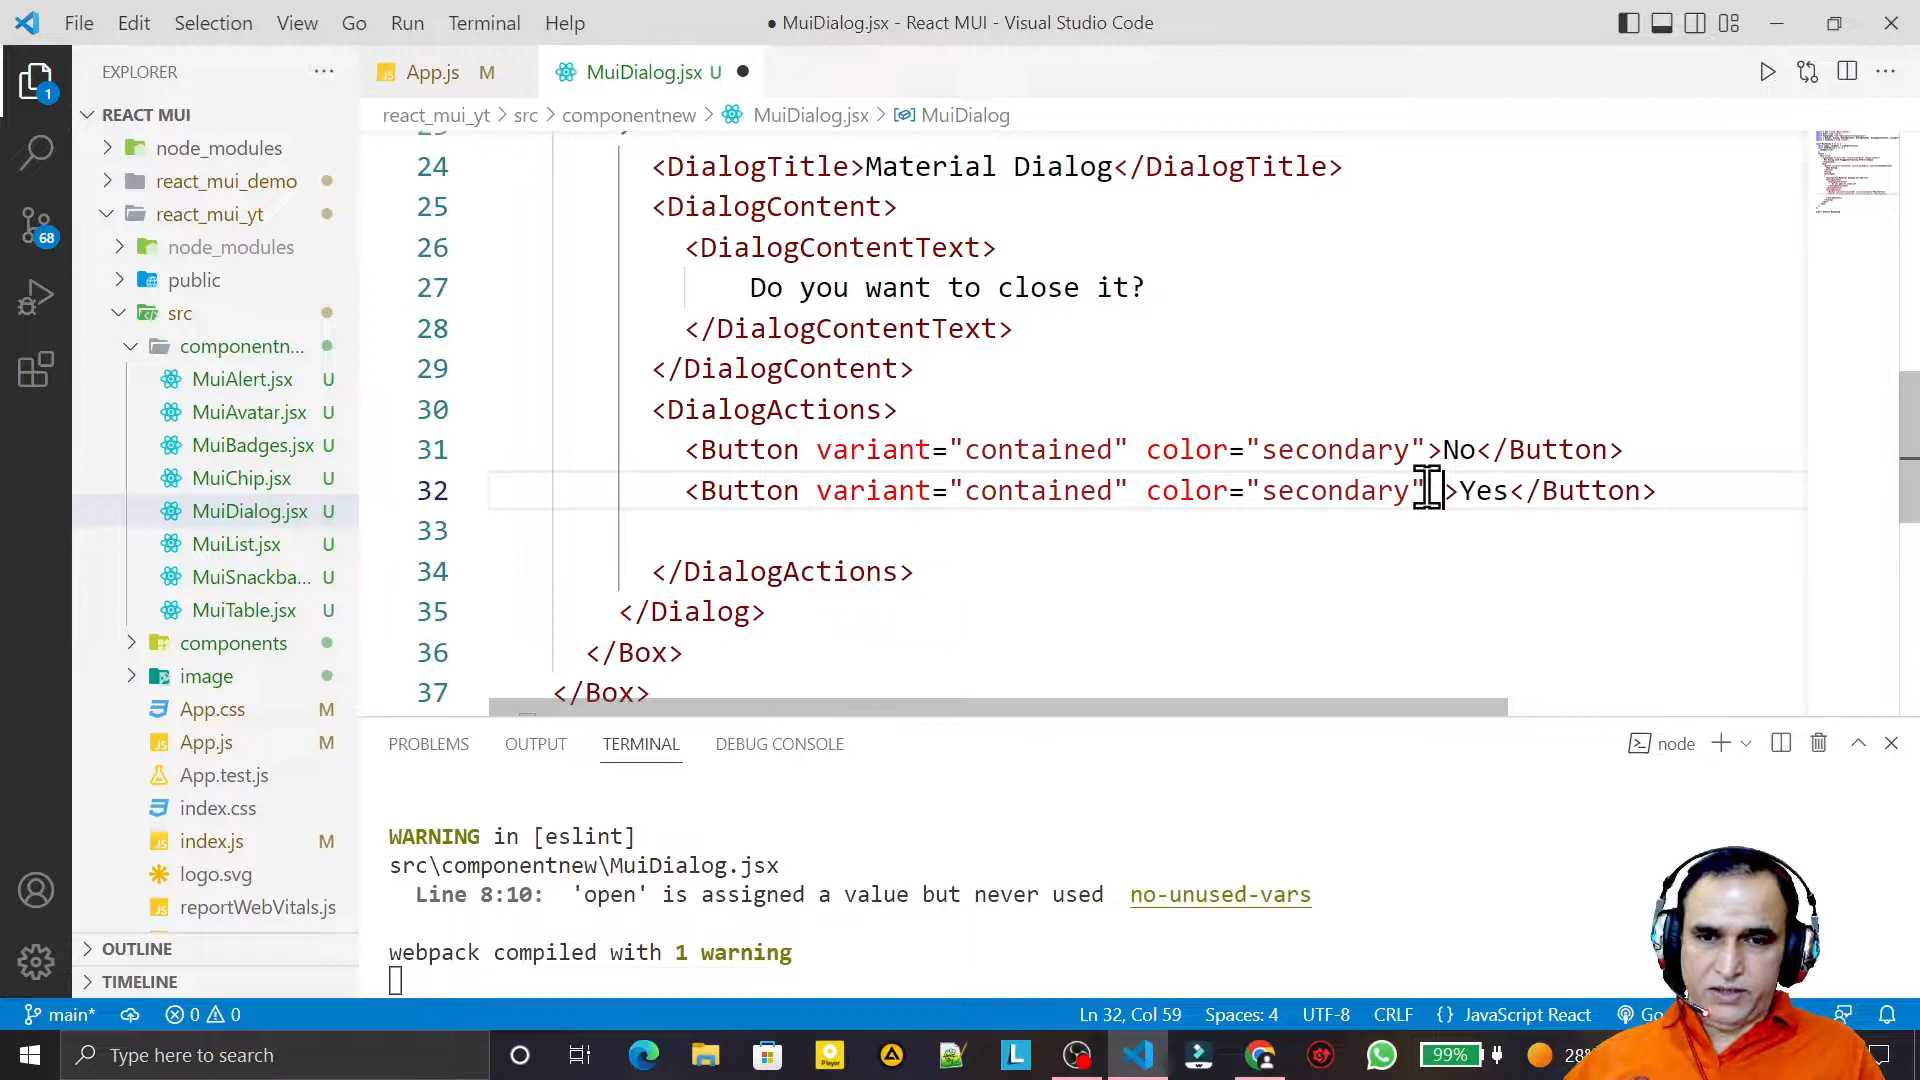 File Edit Selection View Go Run Terminal Help
● MuiDialog.jsx - React MUI - Visual Studio Code
EXPLORER
App.js M
MuiDialog.jsx U
react_mui_yt > src > componentnew > MuiDialog.jsx > MuiDialog
REACT MUI
node_modules
react_mui_demo
react_mui_yt
node_modules
public
src
componentn...
MuiAlert.jsx U
MuiAvatar.jsx U
MuiBadges.jsx U
MuiChip.jsx U
MuiDialog.jsx U
MuiList.jsx U
MuiSnackba... U
MuiTable.jsx U
components
image
App.css M
App.js M
App.test.js
index.css
index.js M
logo.svg
reportWebVitals.js
OUTLINE
TIMELINE
24 <DialogTitle>Material Dialog</DialogTitle>
25 <DialogContent>
26 <DialogContentText>
27 Do you want to close it?
28 </DialogContentText>
29 </DialogContent>
30 <DialogActions>
31 <Button variant="contained" color="secondary">No</Button>
32 <Button variant="contained" color="secondary" >Yes</Button>
33
34 </DialogActions>
35 </Dialog>
36 </Box>
37 </Box>
PROBLEMS OUTPUT TERMINAL DEBUG CONSOLE
node
WARNING in [eslint]
src\componentnew\MuiDialog.jsx
Line 8:10: 'open' is assigned a value but never used no-unused-vars
webpack compiled with 1 warning
main* 0 0
Ln 32, Col 59 Spaces: 4 UTF-8 CRLF {} JavaScript React Go
1
68
Type here to search
Player
L
99%
28°